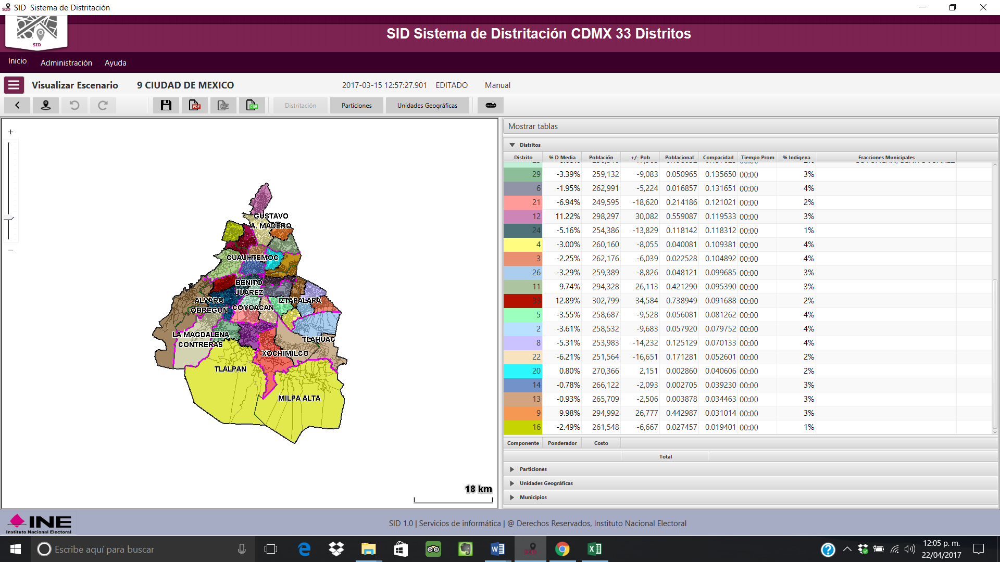 SID Sistema de Distritación
SID
SID Sistema de Distritación CDMX 33 Distritos
Inicio Administración Ayuda
Visualizar Escenario 9 CIUDAD DE MEXICO 2017-03-15 12:57:27.901 EDITADO Manual
Distritación Particiones Unidades Geográficas
+
−
GUSTAVO
A. MADERO
CUAUHTEMOC
BENITO
JUAREZ
ALVARO
OBREGON
IZTAPALAPA
COYOACAN
LA MAGDALENA
CONTRERAS
TLAHUAC
XOCHIMILCO
TLALPAN
MILPA ALTA
18 km
Mostrar tablas
Distritos
Distrito % D Media Población +/- Pob Poblacional Compacidad Tiempo Prom % Indigena Fracciones Municipales
29 -3.39% 259,132 -9,083 0.050965 0.135650 00:00 3%
6 -1.95% 262,991 -5,224 0.016857 0.131651 00:00 4%
21 -6.94% 249,595 -18,620 0.214186 0.121021 00:00 2%
12 11.22% 298,297 30,082 0.559087 0.119533 00:00 3%
24 -5.16% 254,386 -13,829 0.118142 0.118312 00:00 1%
4 -3.00% 260,160 -8,055 0.040081 0.109381 00:00 4%
3 -2.25% 262,176 -6,039 0.022528 0.104892 00:00 4%
26 -3.29% 259,389 -8,826 0.048121 0.099685 00:00 3%
11 9.74% 294,328 26,113 0.421290 0.095390 00:00 3%
33 12.89% 302,799 34,584 0.738949 0.091688 00:00 2%
5 -3.55% 258,687 -9,528 0.056081 0.081262 00:00 4%
2 -3.61% 258,532 -9,683 0.057920 0.079752 00:00 4%
8 -5.31% 253,983 -14,232 0.125129 0.070133 00:00 4%
22 -6.21% 251,564 -16,651 0.171281 0.052601 00:00 2%
20 0.80% 270,366 2,151 0.002860 0.040606 00:00 2%
14 -0.78% 266,122 -2,093 0.002705 0.039230 00:00 3%
13 -0.93% 265,709 -2,506 0.003878 0.034463 00:00 3%
9 9.98% 294,992 26,777 0.442987 0.031014 00:00 3%
16 -2.49% 261,548 -6,667 0.027457 0.019401 00:00 1%
Componente Ponderador Costo
Total
Particiones
Unidades Geográficas
Municipios
INE
Instituto Nacional Electoral
SID 1.0 | Servicios de informática | @ Derechos Reservados, Instituto Nacional Electoral
Escribe aquí para buscar
12:05 p. m.
22/04/2017